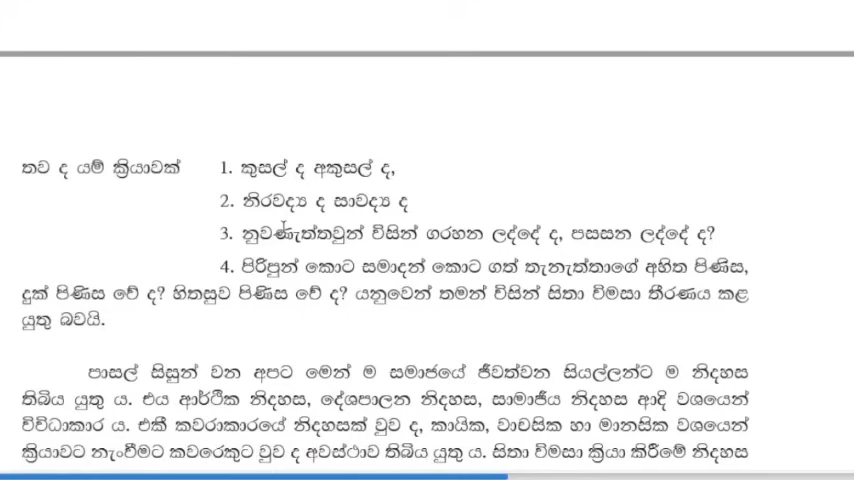 තව ද යම් ක්‍රියාවක් 1. කුසල් ද අකුසල් ද,
2. නිරවද්‍ය ද සාවද්‍ය ද
3. නුවණැත්තවුන් විසින් ගරහන ලද්දේ ද, පසසන ලද්දේ ද?
4. පිරිපුන් කොට සමාදන් කොට ගත් තැනැත්තාගේ අහිත පිණිස,
දුක් පිණිස වේ ද? හිතසුව පිණිස වේ ද? යනුවෙන් තමන් විසින් සිතා විමසා තීරණය කළ
යුතු බවයි.
පාසල් සිසුන් වන අපට මෙන් ම සමාජයේ ජීවත්වන සියල්ලන්ට ම නිදහස
තිබිය යුතු ය. එය ආර්ථික නිදහස, දේශපාලන නිදහස, සාමාජීය නිදහස ආදි වශයෙන්
විවිධාකාර ය. එකී කවරාකාරයේ නිදහසක් වුව ද, කායික, වාචසික හා මානසික වශයෙන්
ක්‍රියාවට නැංවීමට කවරෙකුට වුව ද අවස්ථාව තිබිය යුතු ය. සිතා විමසා ක්‍රියා කිරීමේ නිදහස